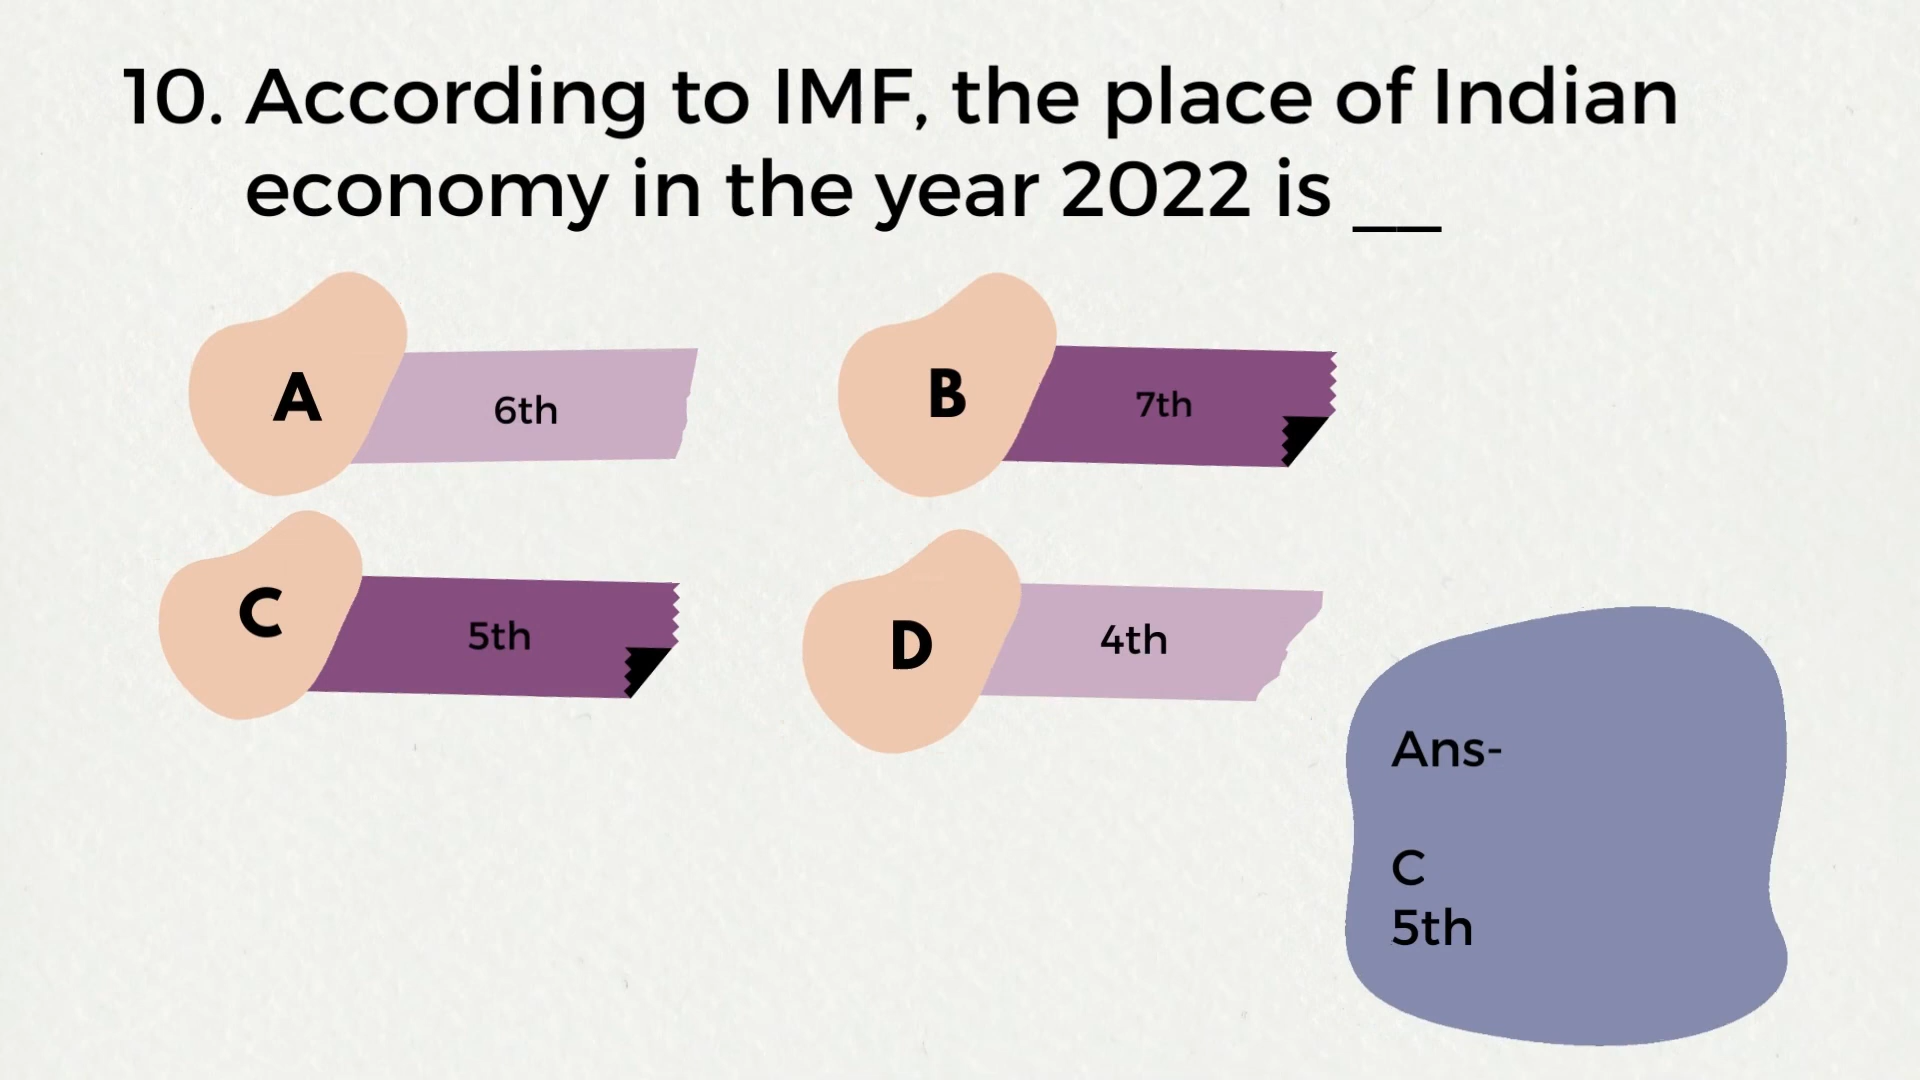 10. According to IMF, the place of Indian
economy in the year 2022 is __
A 6th
B 7th
C 5th
D 4th
Ans-
C
5th